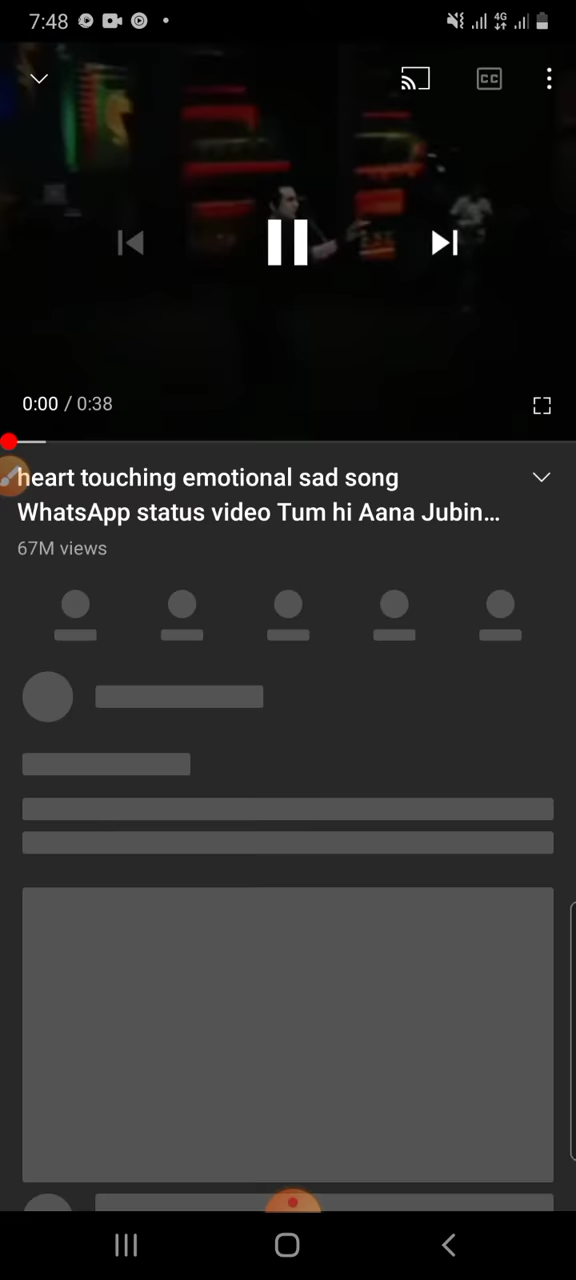 7:48
4G
CC
0:00 / 0:38
heart touching emotional sad song
WhatsApp status video Tum hi Aana Jubin...
67M views